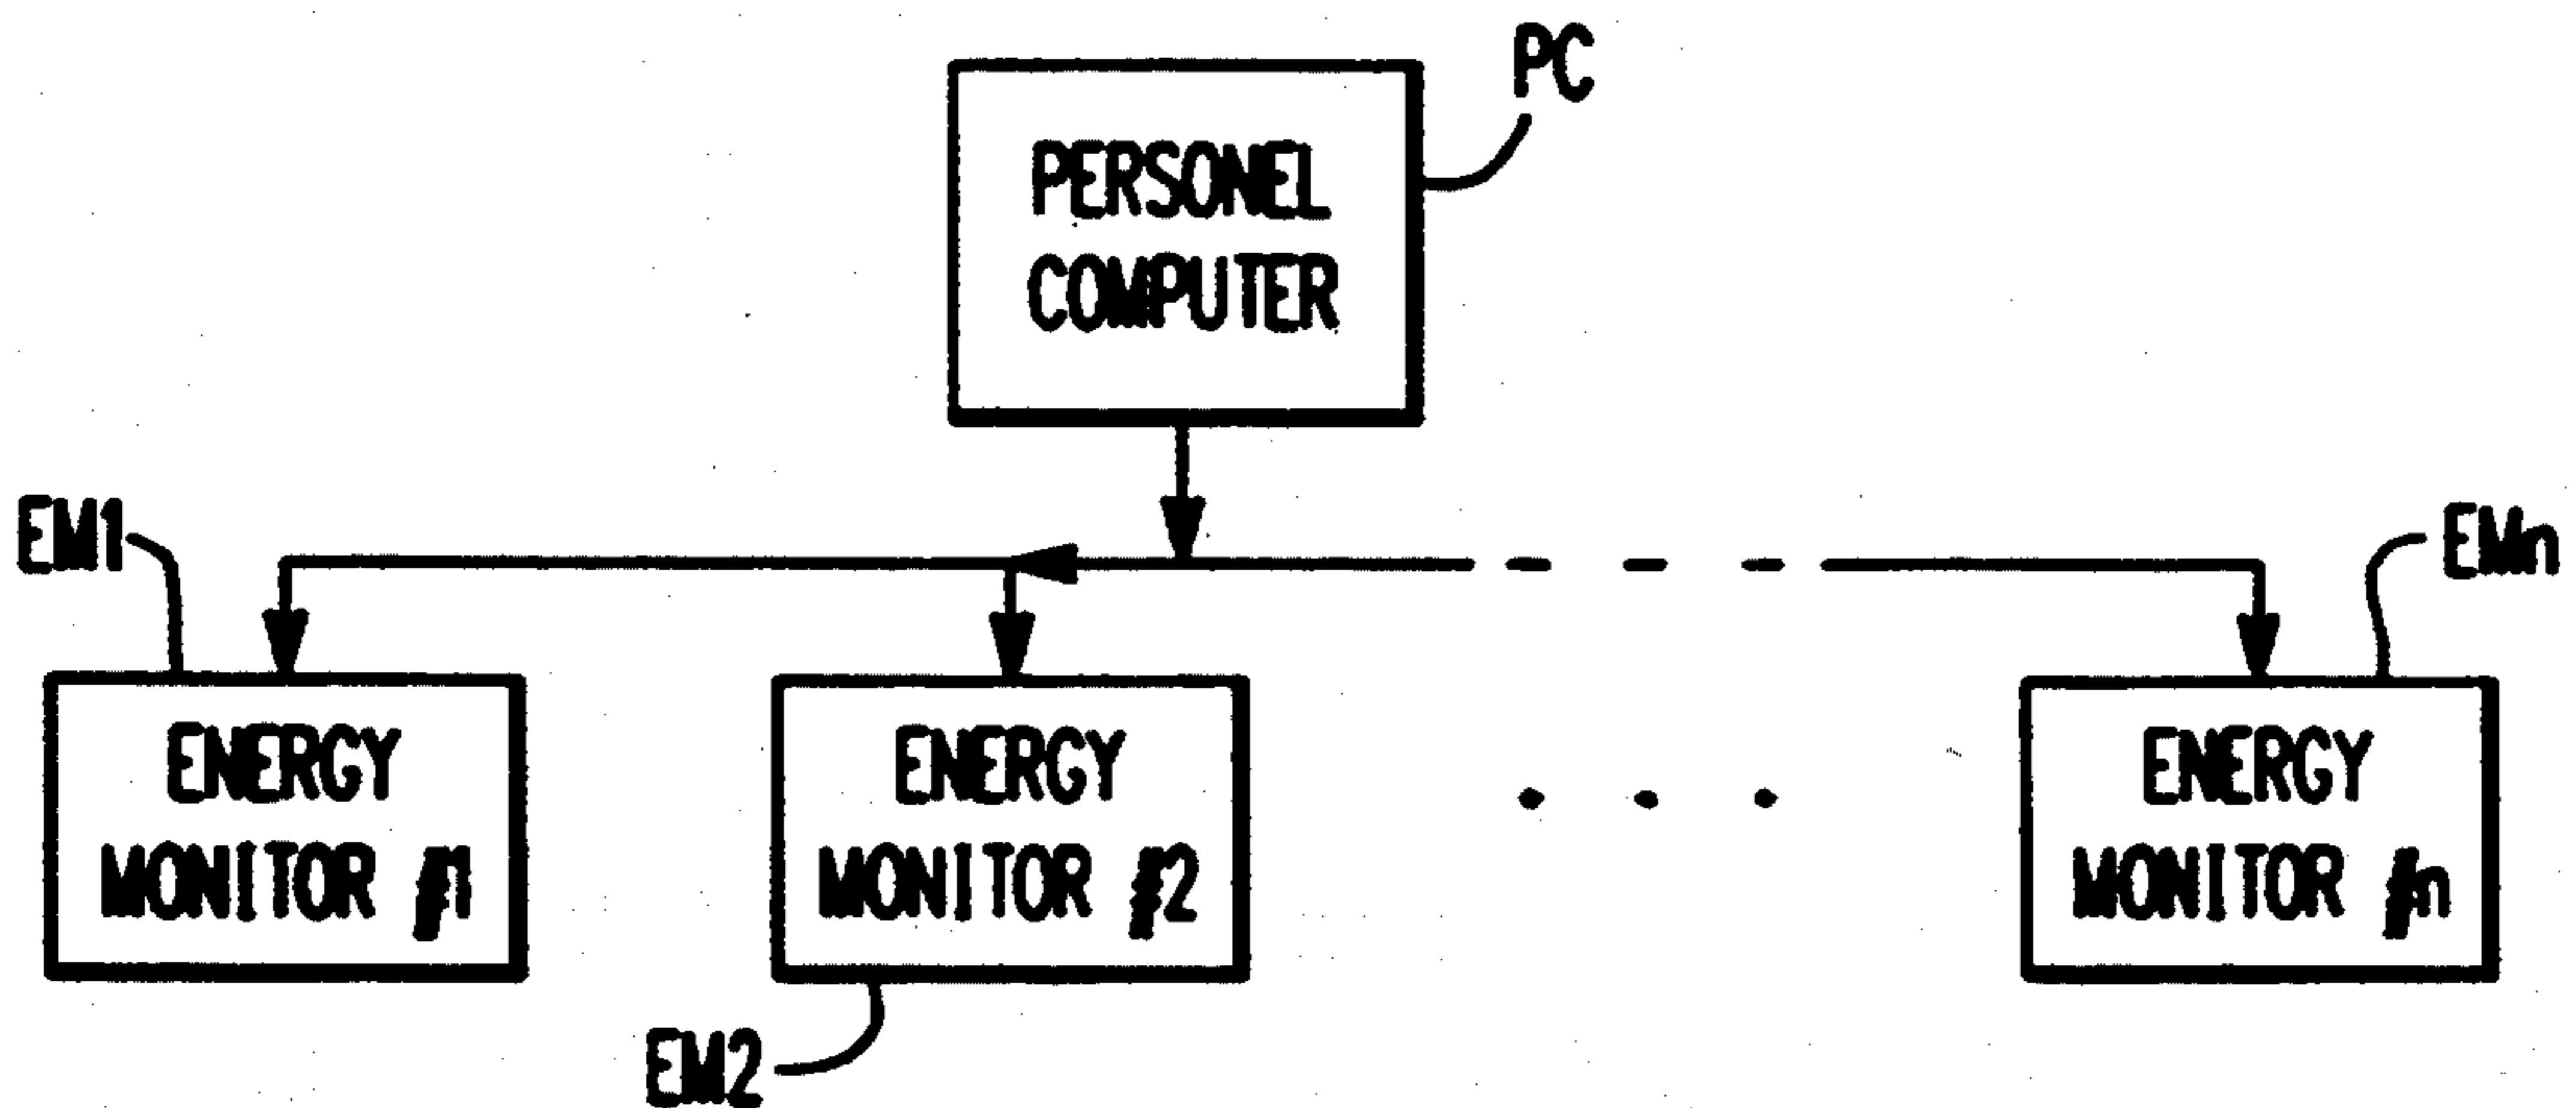 PC
PERSONEL
COMPUTER
EM1
EMn
ENERGY
MONITOR #1
ENERGY
MONITOR #2
ENERGY
MONITOR #n
EM2